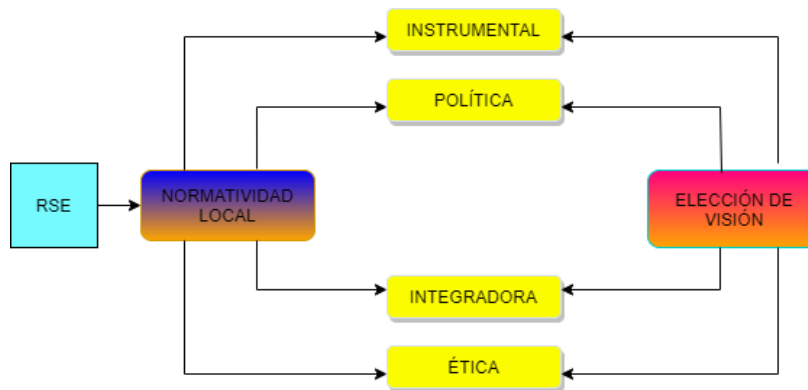 INSTRUMENTAL
POLÍTICA
RSE
NORMATIVIDAD
LOCAL
ELECCIÓN DE
VISIÓN
INTEGRADORA
ÉTICA